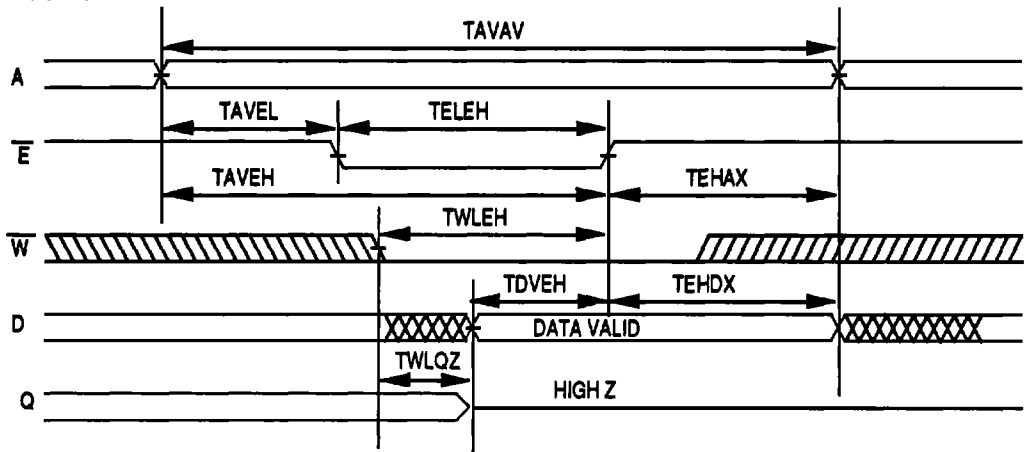 TAVAV
A
TAVEL TELEH
E
TAVEH TEHAX
TWLEH
W
TDVEH TEHDX
D DATA VALID
TWLQZ
HIGH Z
Q